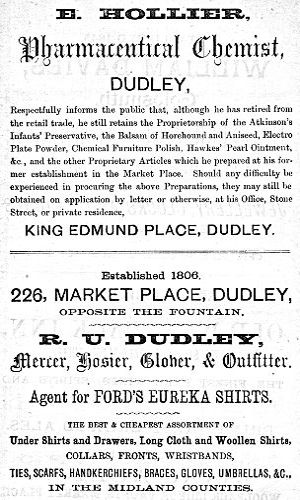 E. HOLLIER,
Pharmaceutical Chemist,
DUDLEY,
Respectfully informs the public that, although he has retired from
the retail trade, he still retains the Proprietorship of the Atkinson's
Infants' Preservative, the Balsam of Horehound and Aniseed, Electro
Plate Powder, Chemical Furniture Polish, Hawkes' Pearl Ointment,
&c., and the other Proprietary Articles which he prepared at his for-
mer establishment in the Market Place. Should any difficulty be
experienced in procuring the above Preparations, they may still be
obtained on application by letter or otherwise, at his Office, Stone
Street, or private residence,
KING EDMUND PLACE, DUDLEY.
Established 1806.
226, MARKET PLACE, DUDLEY,
OPPOSITE THE FOUNTAIN.
R. U. DUDLEY,
Mercer, Hosier, Glover, & Outfitter.
Agent for FORD'S EUREKA SHIRTS.
THE BEST & CHEAPEST ASSORTMENT OF
Under Shirts and Drawers, Long Cloth and Woollen Shirts,
COLLARS, FRONTS, WRISTBANDS,
TIES, SCARFS, HANDKERCHIEFS, BRACES, GLOVES, UMBRELLAS, &C.,
IN THE MIDLAND COUNTIES.